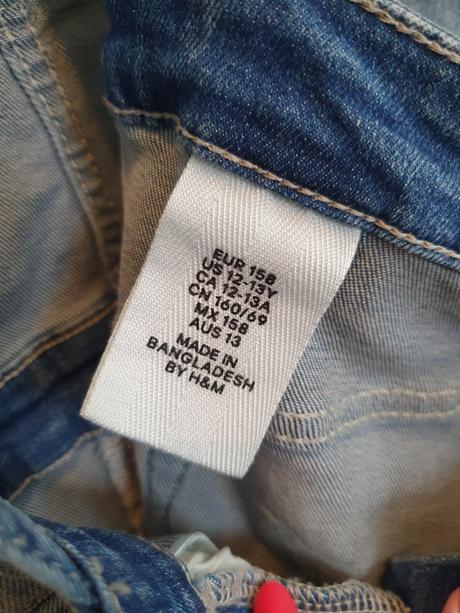 EUR 158
US 12-13Y
CA 12-13A
CN 160/69
MX 158
AUS 13
MADE IN
BANGLADESH
BY H&M